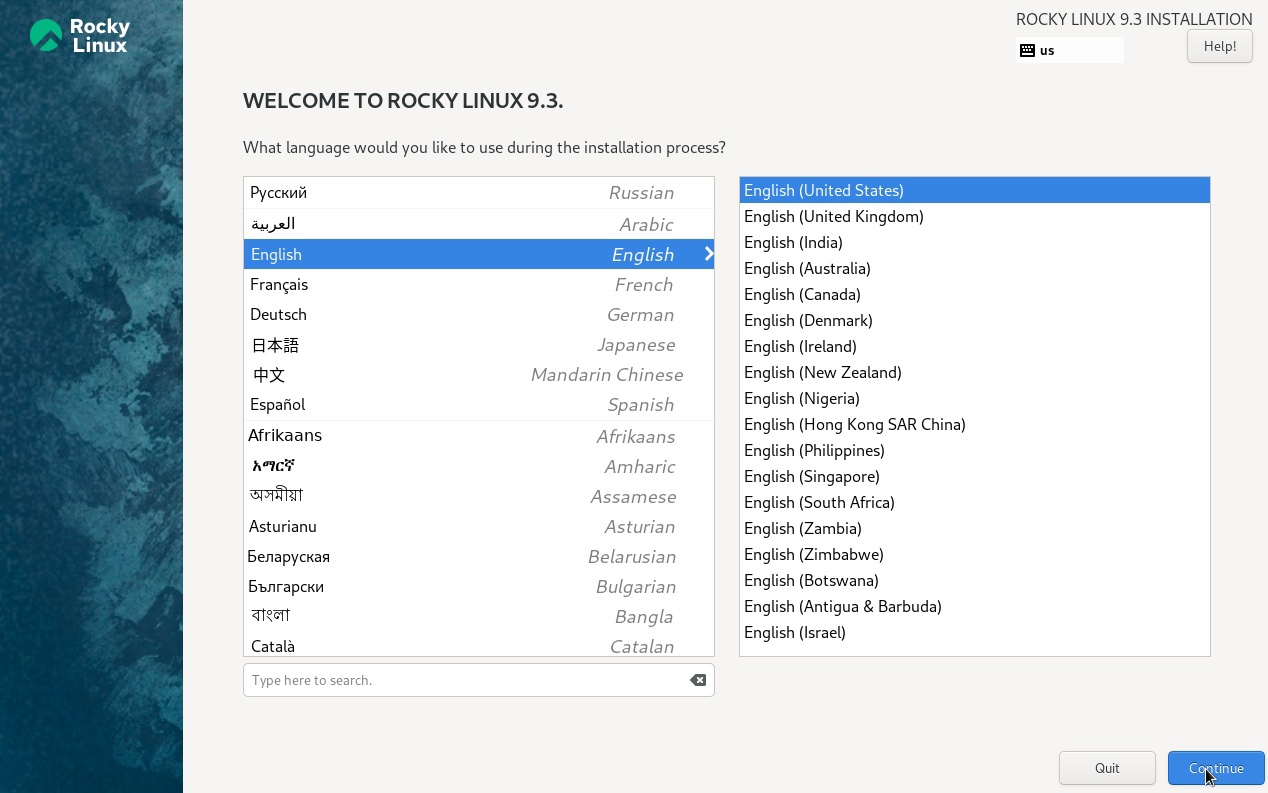 Rocky
Linux
ROCKY LINUX 9.3 INSTALLATION
us
Help!
WELCOME TO ROCKY LINUX 9.3.
What language would you like to use during the installation process?
Русский Russian
العربية Arabic
English English
Français French
Deutsch German
日本語 Japanese
中文 Mandarin Chinese
Español Spanish
Afrikaans Afrikaans
አማርኛ Amharic
অসমীয়া Assamese
Asturianu Asturian
Беларуская Belarusian
Български Bulgarian
বাংলা Bangla
Català Catalan
Type here to search.
English (United States)
English (United Kingdom)
English (India)
English (Australia)
English (Canada)
English (Denmark)
English (Ireland)
English (New Zealand)
English (Nigeria)
English (Hong Kong SAR China)
English (Philippines)
English (Singapore)
English (South Africa)
English (Zambia)
English (Zimbabwe)
English (Botswana)
English (Antigua & Barbuda)
English (Israel)
Quit
Continue